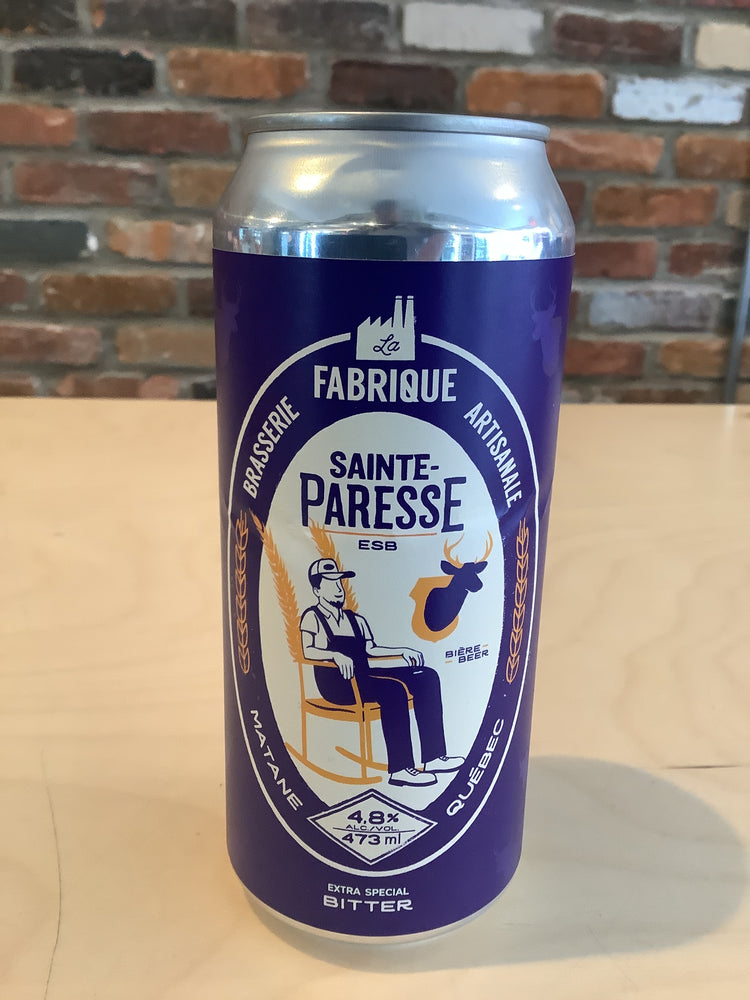 La
FABRIQUE
BRASSERIE
ARTISANALE
SAINTE-
PARESSE
ESB
BIÈRE
BEER
MATANE
QUÉBEC
4,8%
ALC./VOL.
473 ml
EXTRA SPECIAL
BITTER